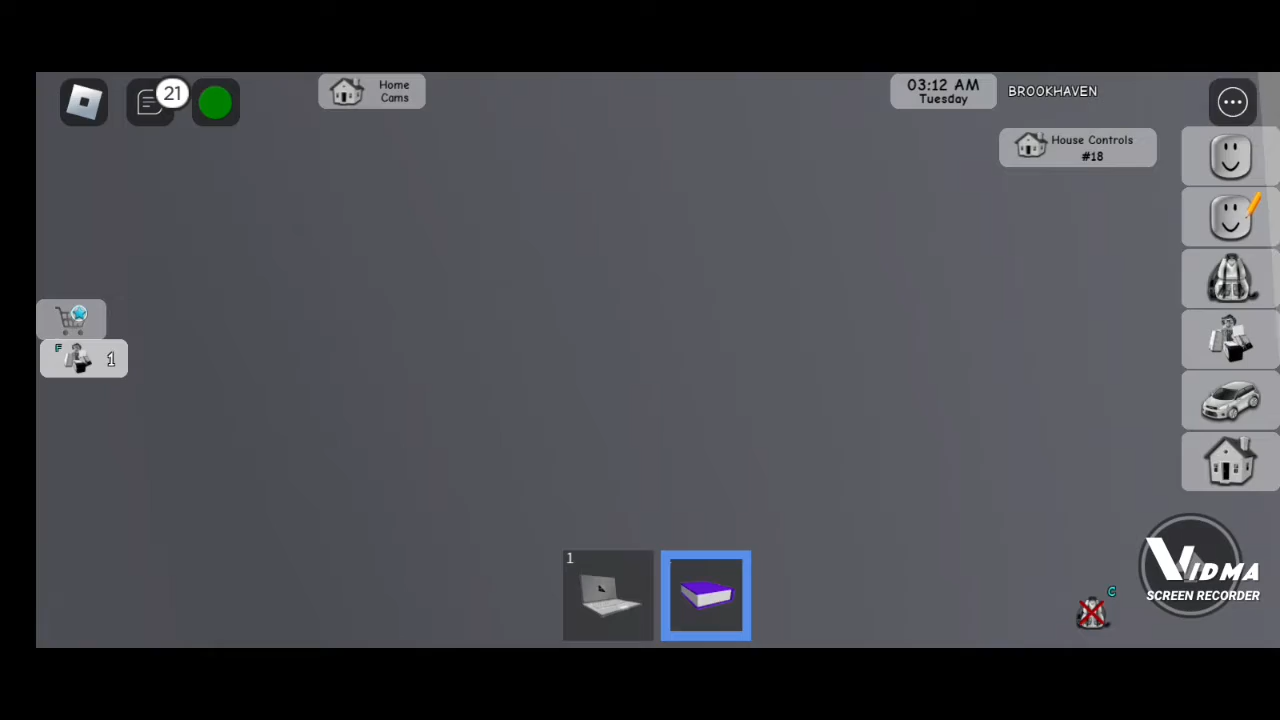 21
Home
Cams
03:12 AM
Tuesday
BROOKHAVEN
House Controls
#18
F
1
1
C
VIDMA
SCREEN RECORDER